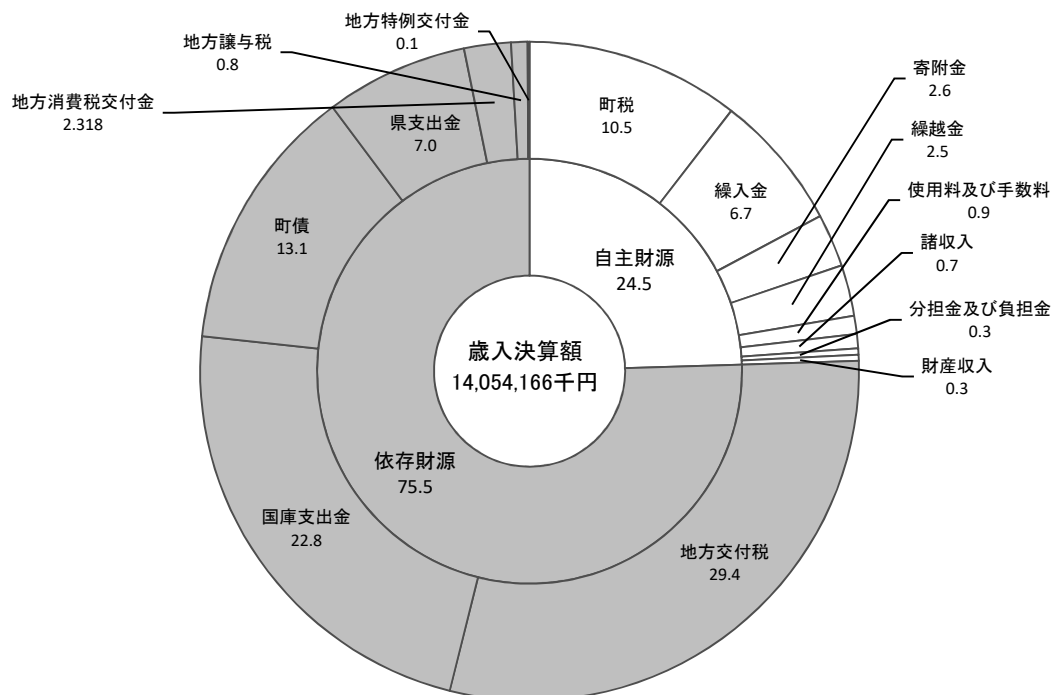 地方特例交付金
0.1
地方譲与税
0.8
地方消費税交付金
2.318
県支出金
7.0
町税
10.5
寄附金
2.6
繰越金
2.5
使用料及び手数料
0.9
諸収入
0.7
分担金及び負担金
0.3
財産収入
0.3
繰入金
6.7
町債
13.1
自主財源
24.5
歳入決算額
14,054,166千円
依存財源
75.5
国庫支出金
22.8
地方交付税
29.4